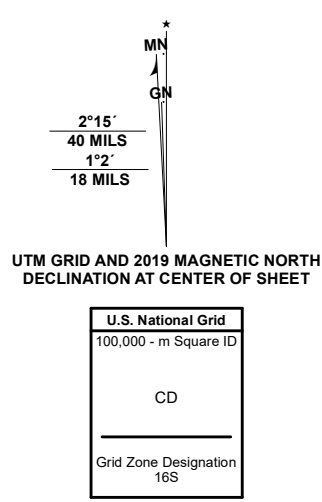 MN
GN
2°15´
40 MILS
1°2´
18 MILS
UTM GRID AND 2019 MAGNETIC NORTH
DECLINATION AT CENTER OF SHEET
U.S. National Grid
100,000 - m Square ID
CD
Grid Zone Designation
16S